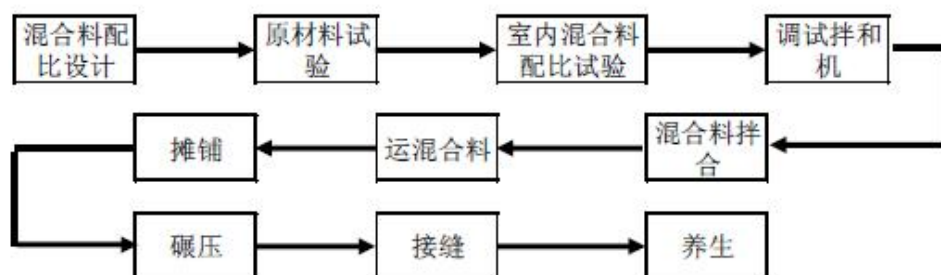 混合料配
比设计
原材料试
验
室内混合料
配比试验
调试拌和
机
混合料拌
合
运混合料
摊铺
碾压
接缝
养生